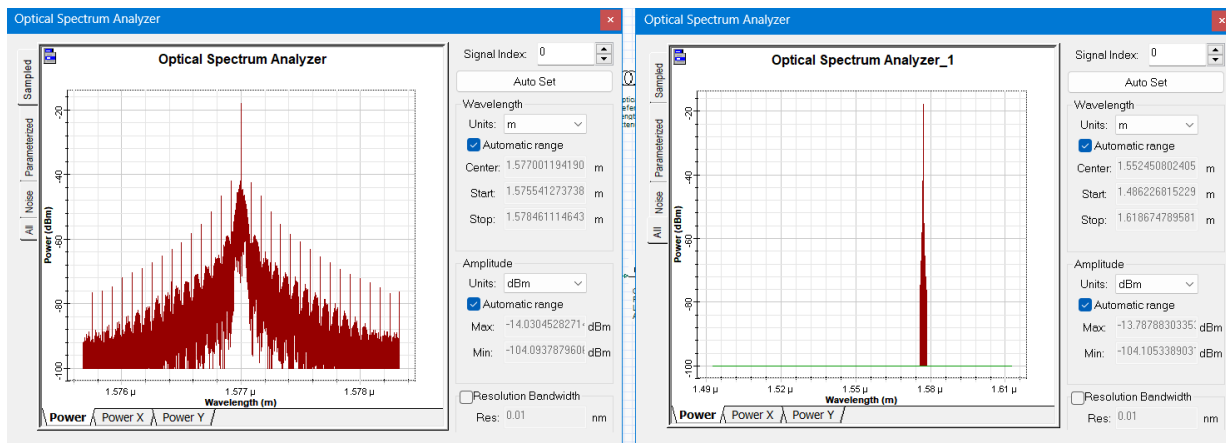 Optical Spectrum Analyzer
×
Optical Spectrum Analyzer
Sampled
Parameterized
Noise
All
Power (dBm)
-20
-40
-60
-80
-100
1.576 µ
1.577 µ
1.578 µ
Wavelength (m)
Power
Power X
Power Y
Signal Index: 0
Auto Set
Wavelength
Units: m
Automatic range
Center: 1.577001194190 m
Start: 1.575541273738 m
Stop: 1.578461114643 m
Amplitude
Units: dBm
Automatic range
Max: -14.0304528271 dBm
Min: -104.093787960 dBm
Resolution Bandwidth
Res: 0.01 nm
Optical Spectrum Analyzer
×
Optical Spectrum Analyzer_1
Sampled
Parameterized
Noise
All
Power (dBm)
-20
-40
-60
-80
-100
1.49 µ
1.52 µ
1.55 µ
1.58 µ
1.61 µ
Wavelength (m)
Power
Power X
Power Y
Signal Index: 0
Auto Set
Wavelength
Units: m
Automatic range
Center: 1.552450802405 m
Start: 1.486226815229 m
Stop: 1.618674789581 m
Amplitude
Units: dBm
Automatic range
Max: -13.7878830335 dBm
Min: -104.105338903 dBm
Resolution Bandwidth
Res: 0.01 nm